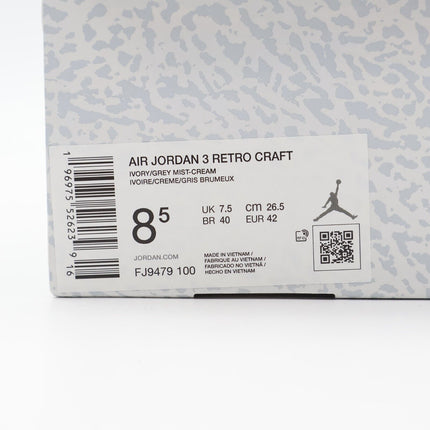 AIR JORDAN 3 RETRO CRAFT
IVORY/GREY MIST-CREAM
IVOIRE/CREME/GRIS BRUMEUX
8⁵
UK 7.5 cm 26.5
BR 40 EUR 42
JORDAN.COM
FJ9479 100
MADE IN VIETNAM /
FABRIQUE AU VIETNAM /
FABRICADO NO VIETNÃ /
HECHO EN VIETNAM
1 96975 52623 9 16